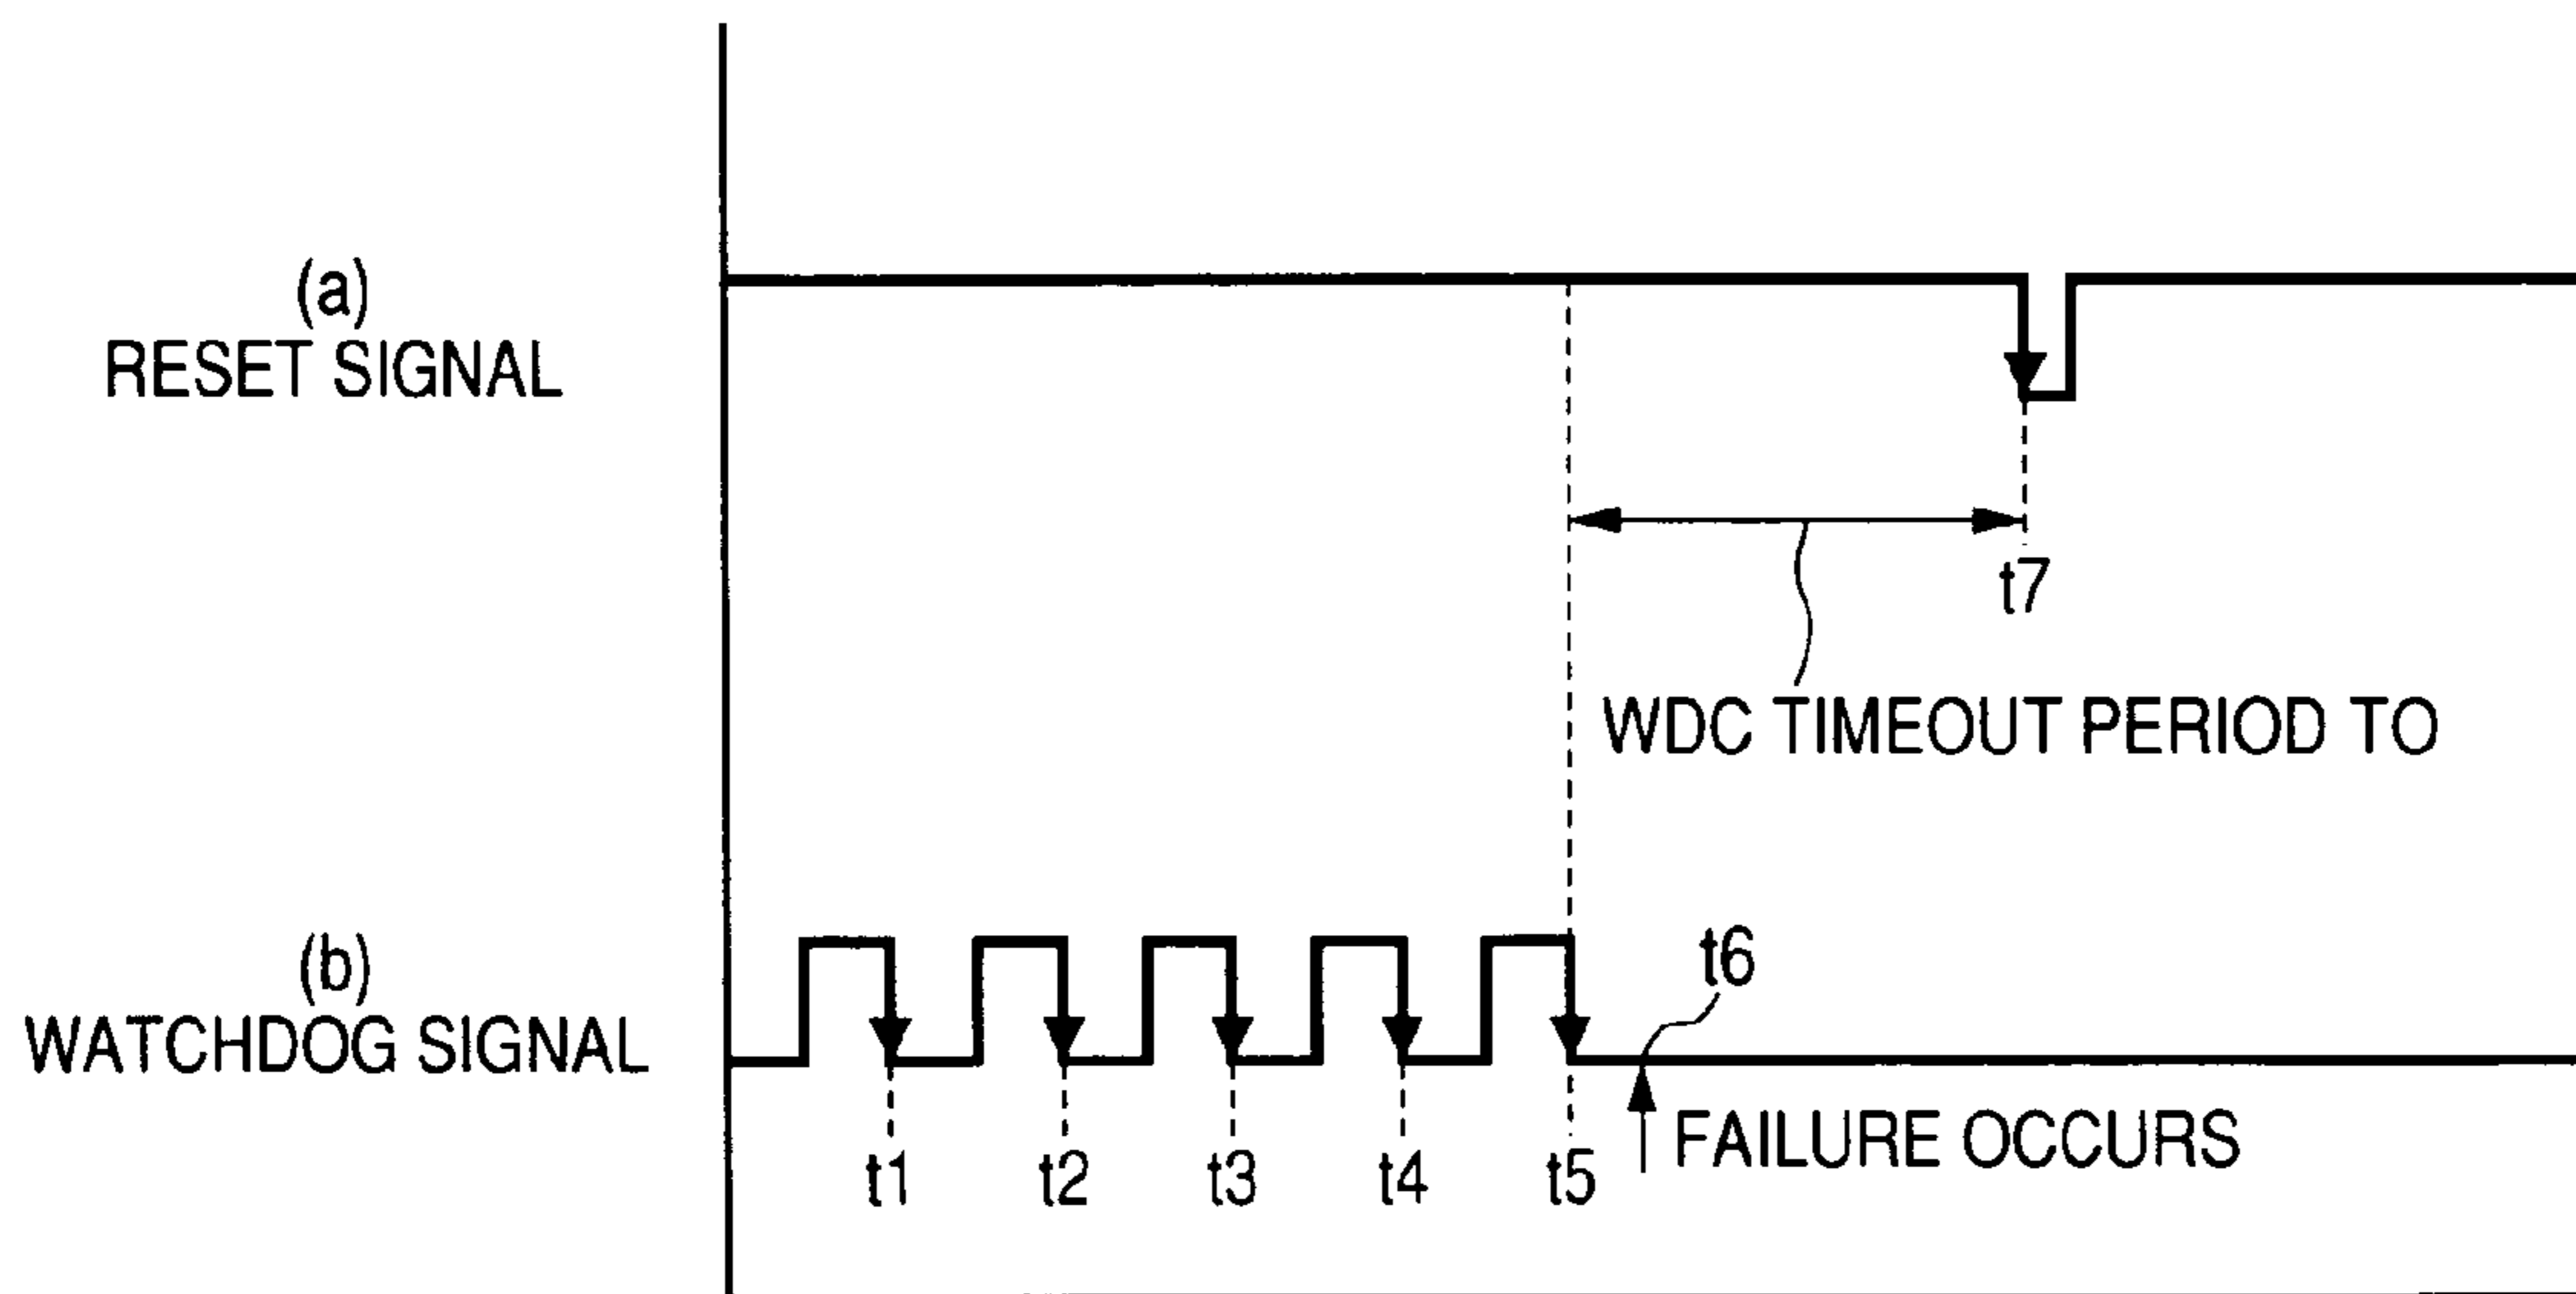 (a)
RESET SIGNAL
t7
WDC TIMEOUT PERIOD TO
(b)
WATCHDOG SIGNAL
t6
FAILURE OCCURS
t1
t2
t3
t4
t5